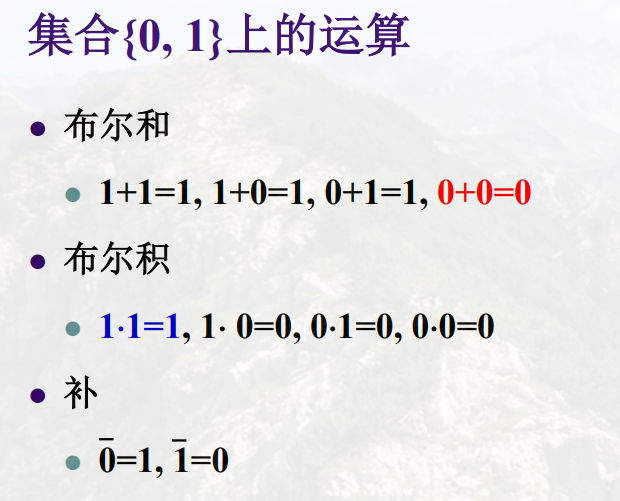 集合{0, 1}上的运算
布尔和
1+1=1, 1+0=1, 0+1=1, 0+0=0
布尔积
1·1=1, 1· 0=0, 0·1=0, 0·0=0
补
0̅=1, 1̅=0